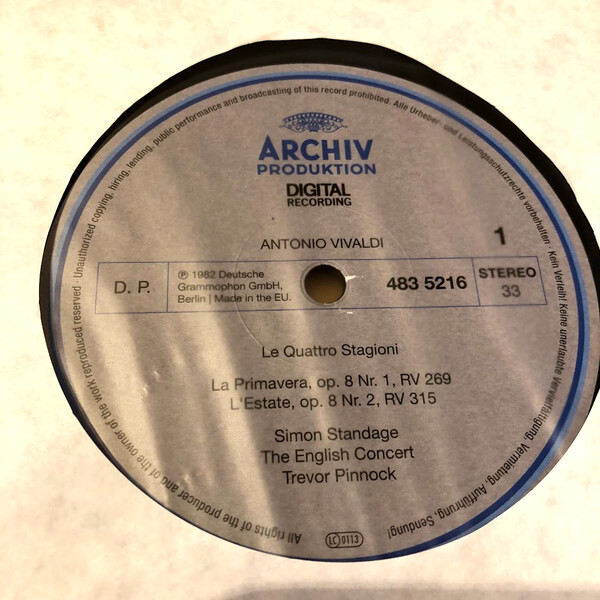 ARCHIV
PRODUKTION
DIGITAL
RECORDING
ANTONIO VIVALDI
1
D. P.
℗ 1982 Deutsche
Grammophon GmbH,
Berlin | Made in the EU.
483 5216
STEREO
33
Le Quattro Stagioni
La Primavera, op. 8 Nr. 1, RV 269
L'Estate, op. 8 Nr. 2, RV 315
Simon Standage
The English Concert
Trevor Pinnock
LC 0113
All rights of the producer and of the owner of the work reproduced reserved · Unauthorized copying, hiring, lending, public performance and broadcasting of this record prohibited. Alle Urheber- und Leistungsschutzrechte vorbehalten · Kein Verleih! Keine unerlaubte Vervielfältigung, Vermietung, Aufführung, Sendung!